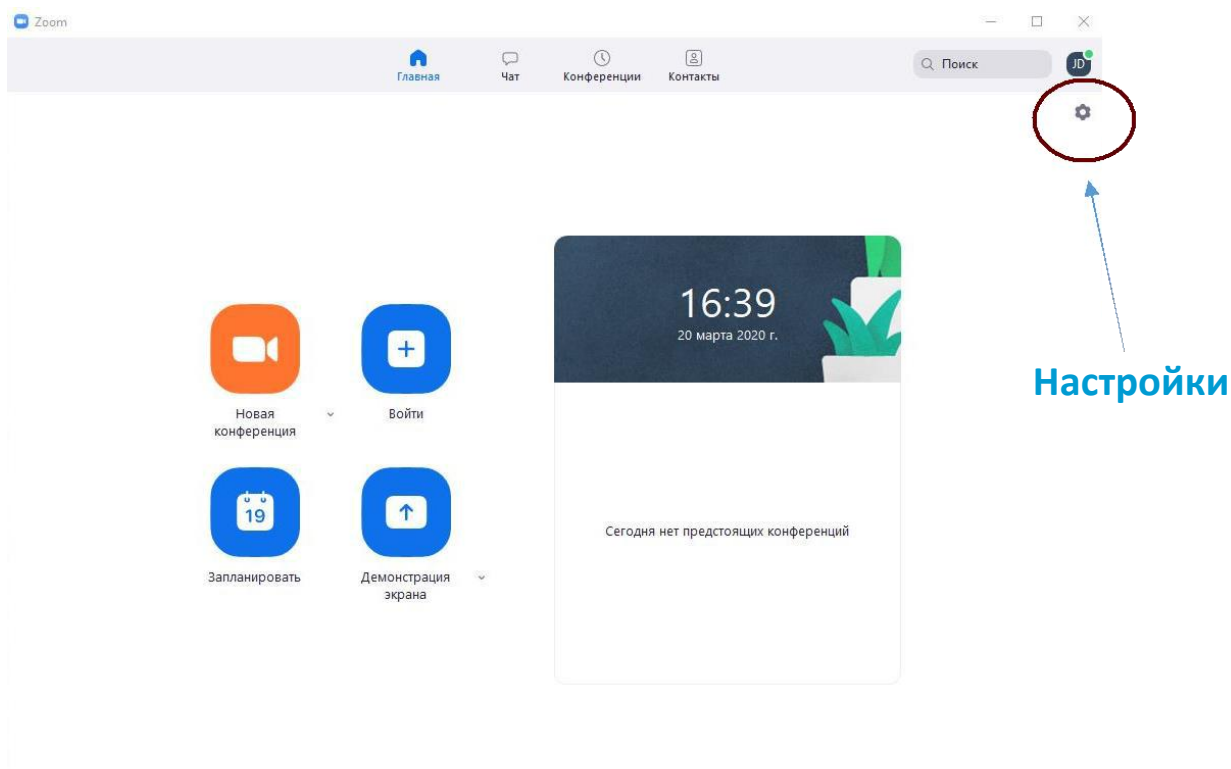 Zoom
Главная
Чат
Конференции
Контакты
Поиск
JD
16:39
20 марта 2020 г.
Настройки
Новая
конференция
Войти
19
Запланировать
Демонстрация
экрана
Сегодня нет предстоящих конференций